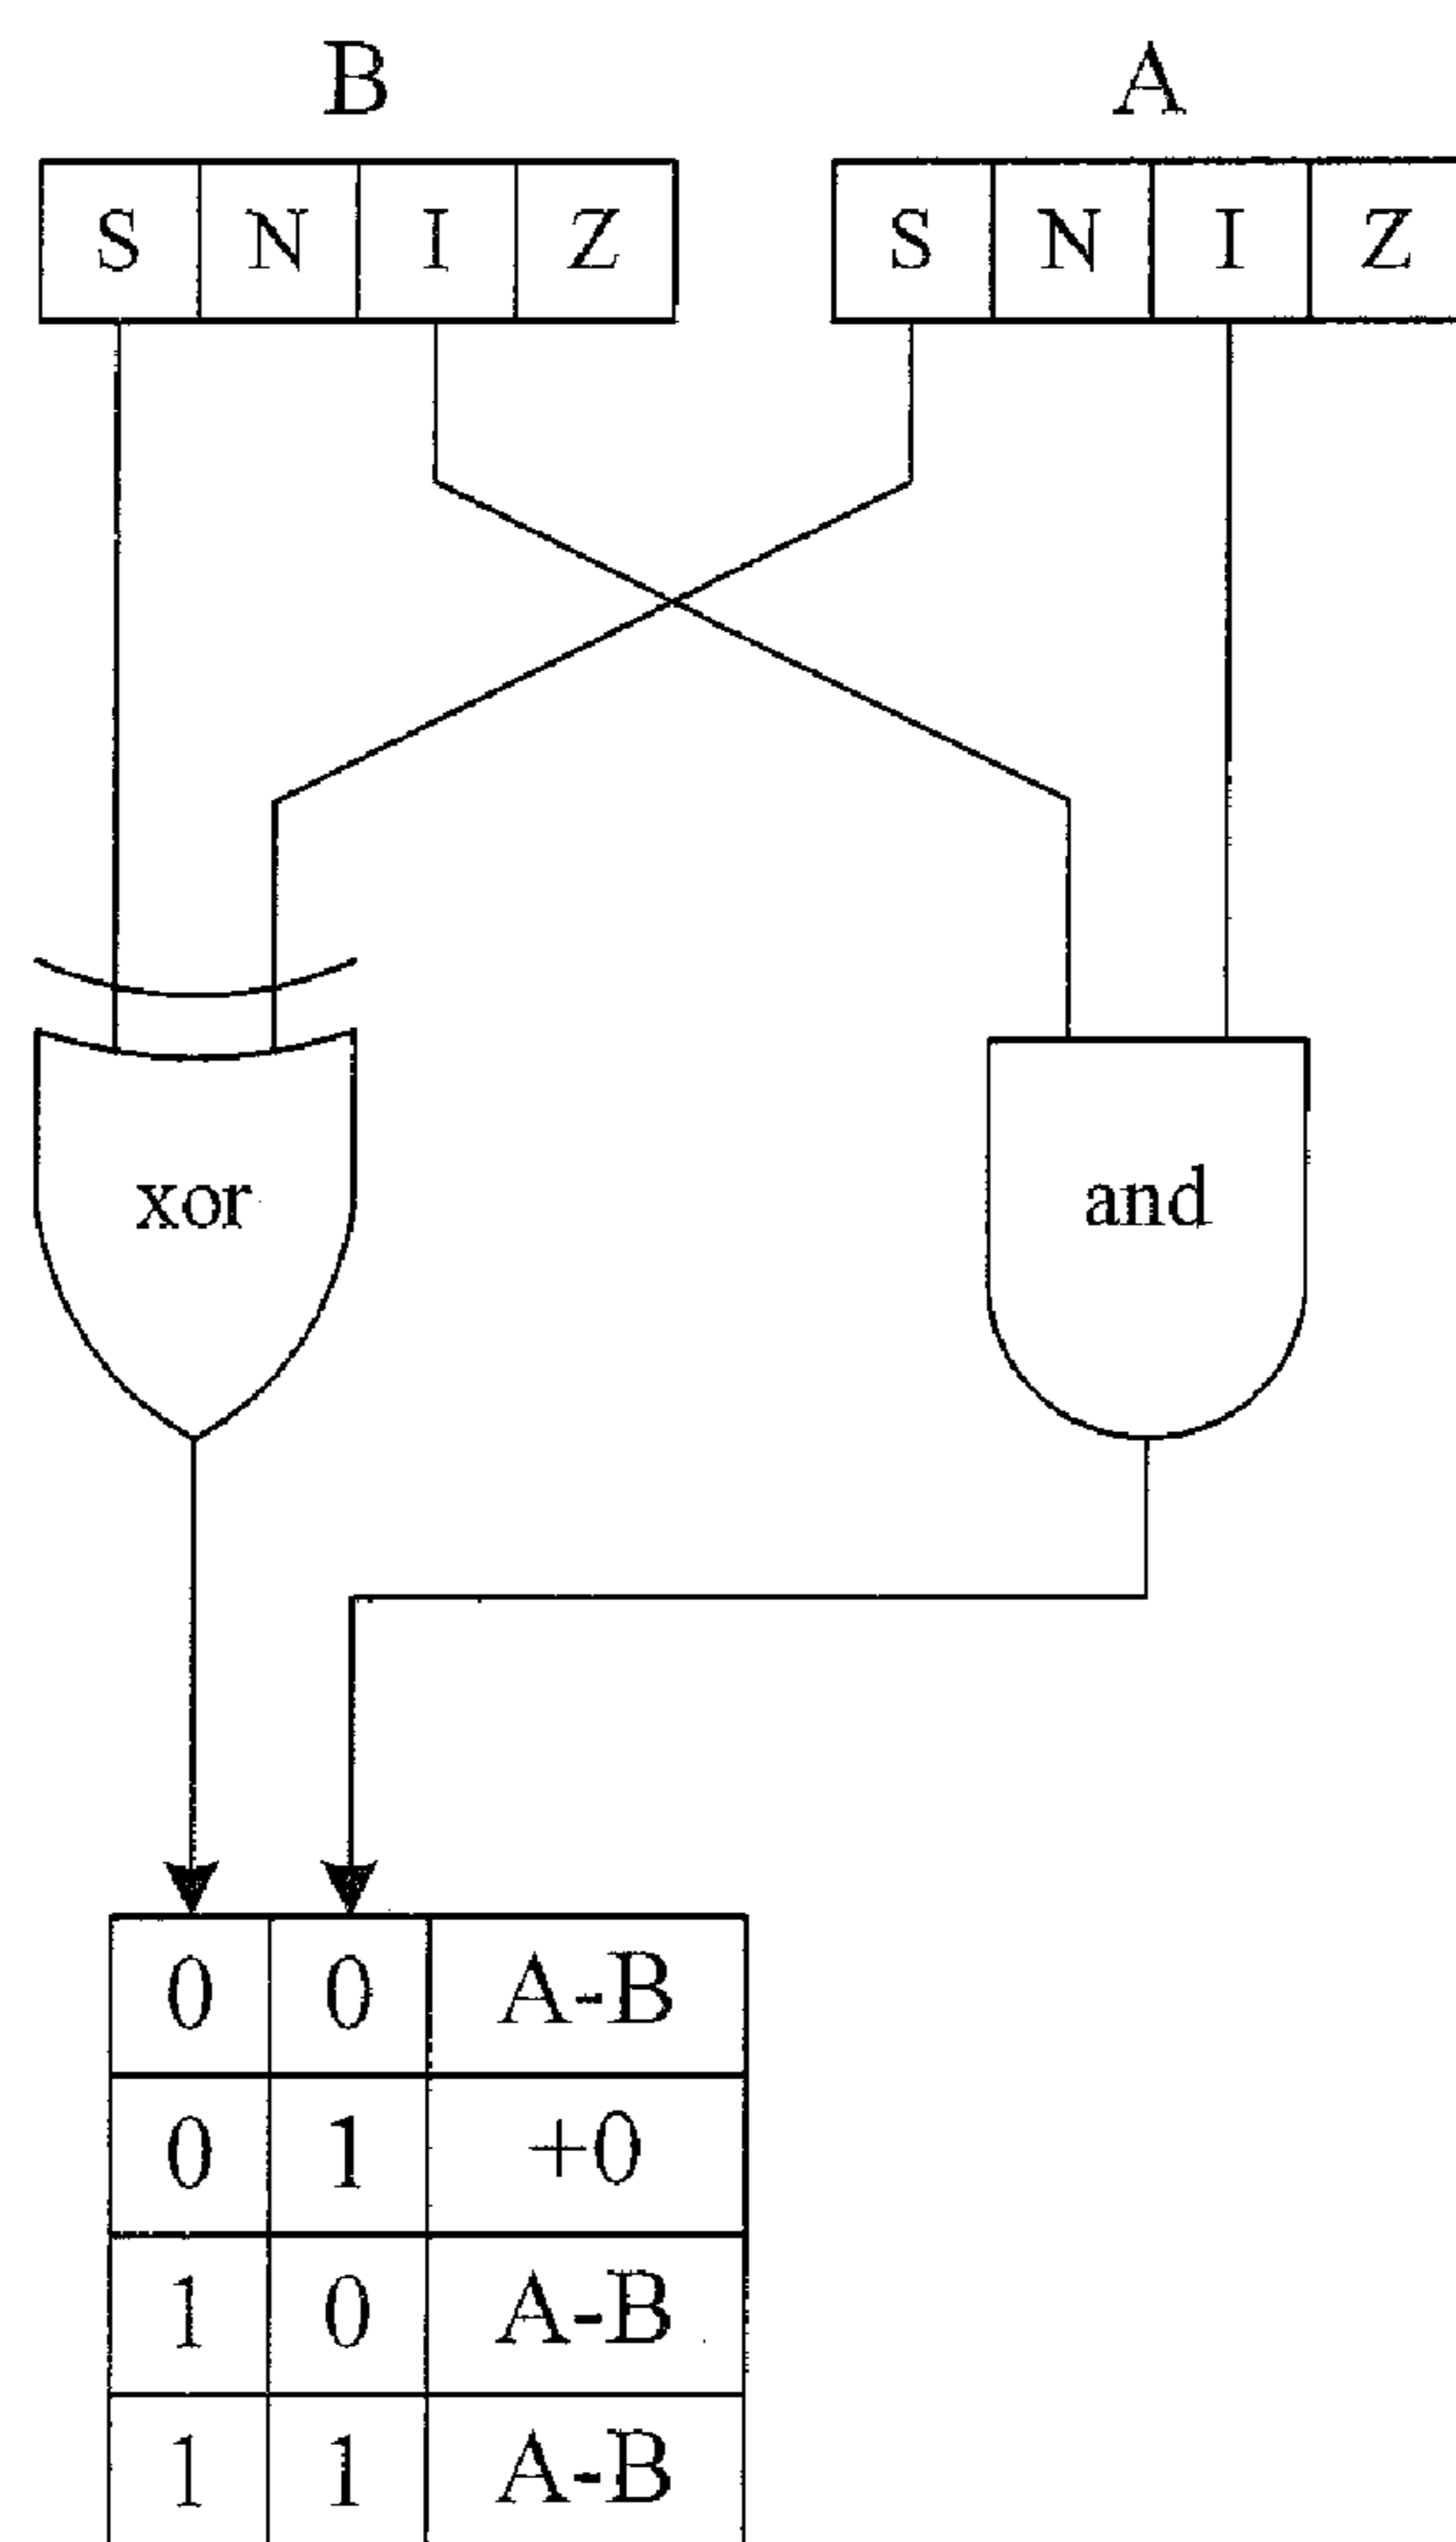 B A
S N I Z S N I Z
xor and
0 0 A-B
0 1 +0
1 0 A-B
1 1 A-B